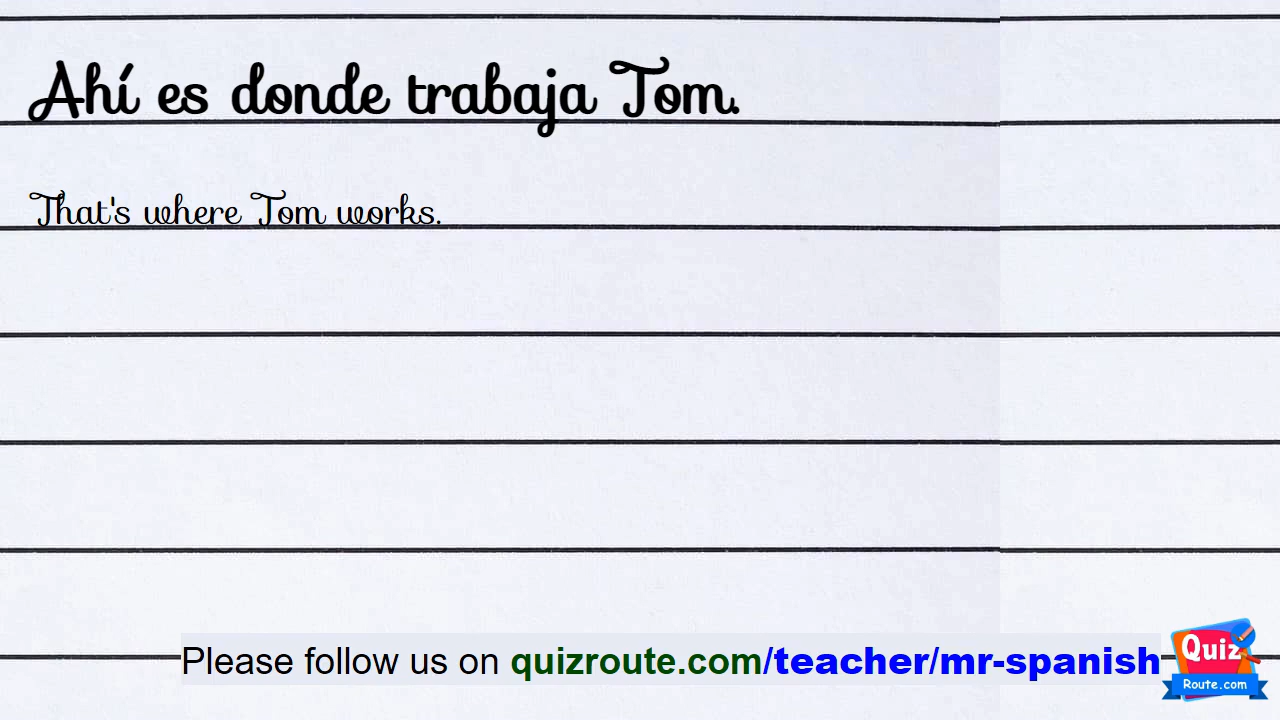 Ahí es donde trabaja Tom.
That's where Tom works.
Please follow us on quizroute.com/teacher/mr-spanish
Quiz
Route.com